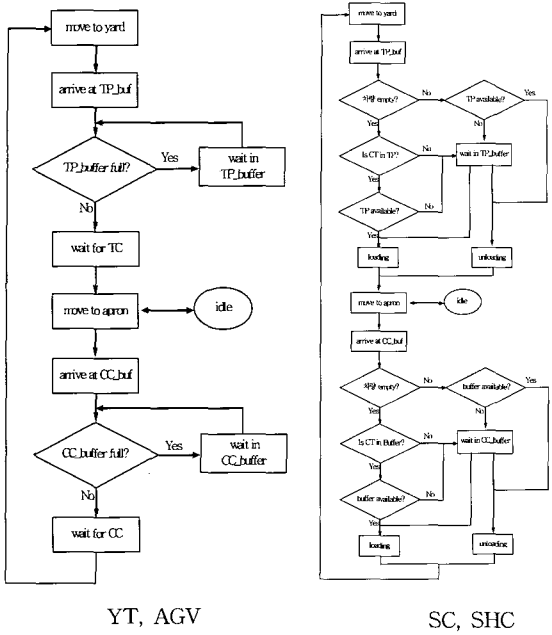 move to yard
arrive at TP_buf
TP_buffer full?
Yes
wait in
TP_buffer
No
wait for TC
move to apron
idle
arrive at CC_buf
CC_buffer full?
Yes
wait in
CC_buffer
No
wait for CC
YT, AGV
move to yard
arrive at TP_buf
차량 empty?
No
TP available?
Yes
Yes
No
Is CT in TP?
No
wait in TP_buffer
Yes
TP available?
No
Yes
loading
unloading
move to apron
idle
arrive at CC_buf
차량 empty?
No
buffer available?
Yes
Yes
No
Is CT in Buffer?
No
wait in CC_buffer
Yes
buffer available?
No
Yes
loading
unloading
SC, SHC